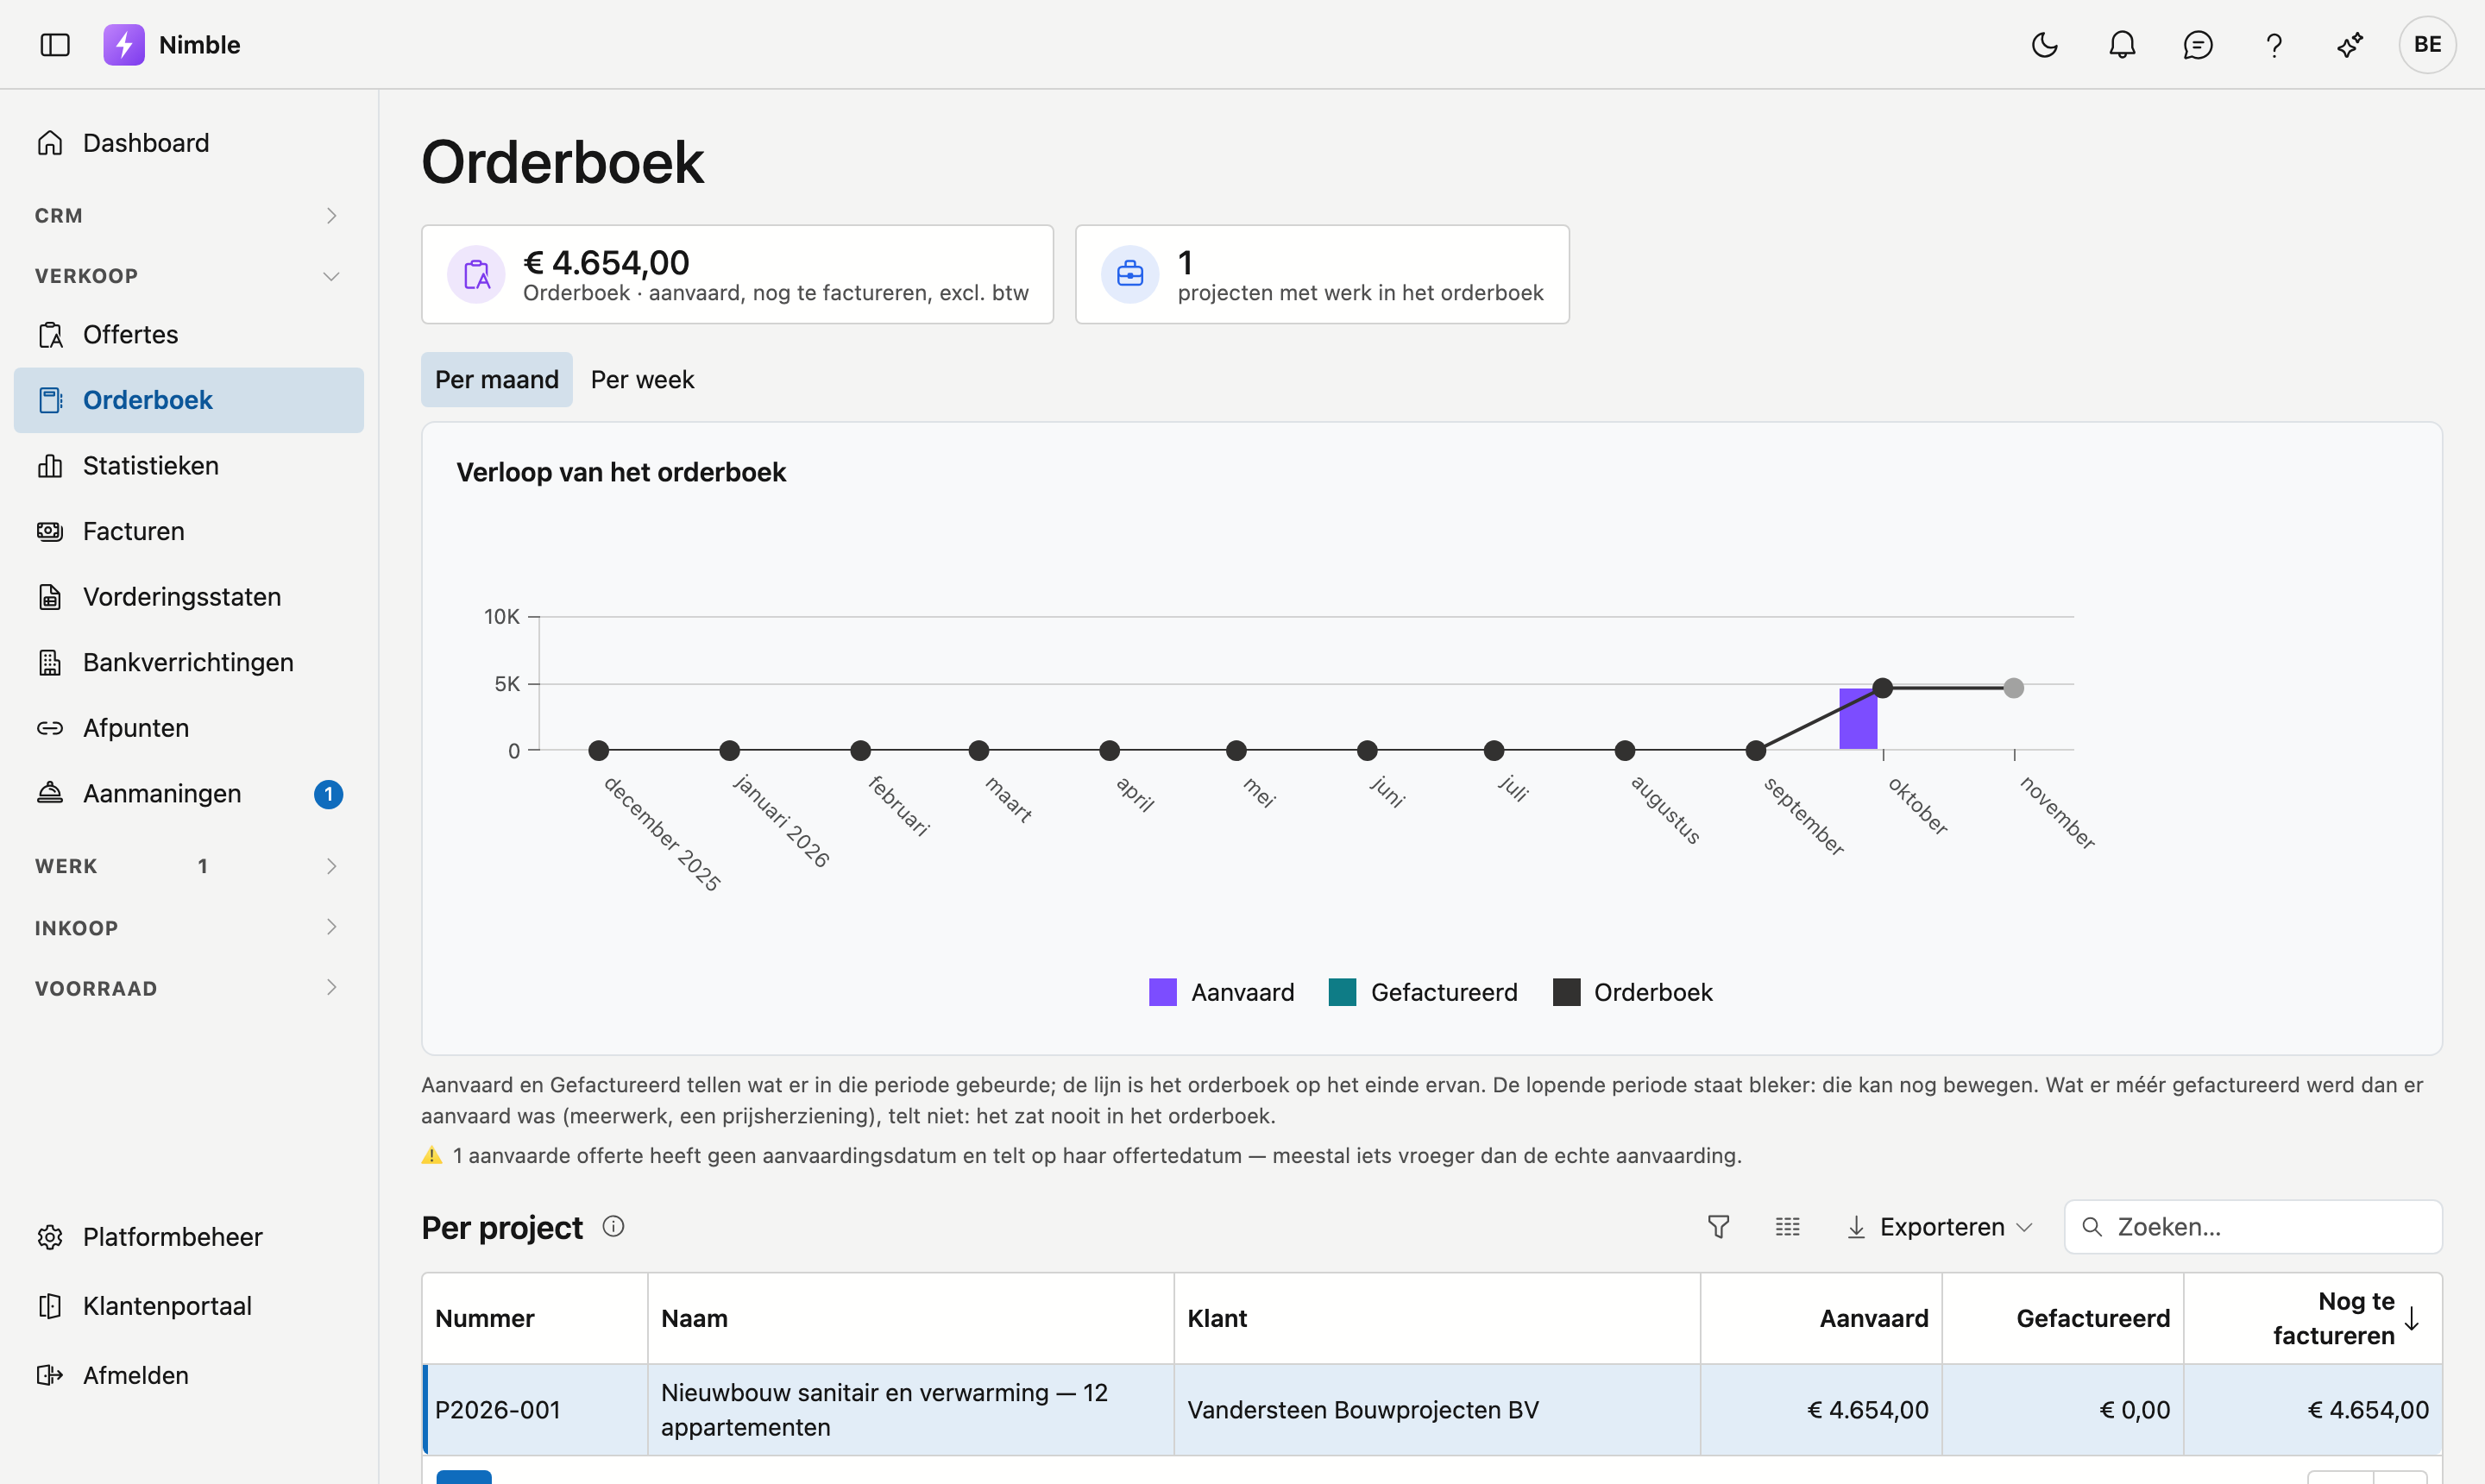 Nimble
BE
Dashboard
CRM
VERKOOP
Offertes
Orderboek
Statistieken
Facturen
Vorderingsstaten
Bankverrichtingen
Afpunten
Aanmaningen 1
WERK 1
INKOOP
VOORRAAD
Platformbeheer
Klantenportaal
Afmelden
Orderboek
€ 4.654,00
Orderboek · aanvaard, nog te factureren, excl. btw
1
projecten met werk in het orderboek
Per maand Per week
Verloop van het orderboek
10K
5K
0
december 2025
januari 2026
februari
maart
april
mei
juni
juli
augustus
september
oktober
november
Aanvaard Gefactureerd Orderboek
Aanvaard en Gefactureerd tellen wat er in die periode gebeurde; de lijn is het orderboek op het einde ervan. De lopende periode staat bleker: die kan nog bewegen. Wat er méér gefactureerd werd dan er
aanvaard was (meerwerk, een prijsherziening), telt niet: het zat nooit in het orderboek.
1 aanvaarde offerte heeft geen aanvaardingsdatum en telt op haar offertedatum — meestal iets vroeger dan de echte aanvaarding.
Per project
Exporteren
Zoeken...
Nummer Naam Klant Aanvaard Gefactureerd Nog te
factureren
P2026-001 Nieuwbouw sanitair en verwarming — 12
appartementen
Vandersteen Bouwprojecten BV € 4.654,00 € 0,00 € 4.654,00